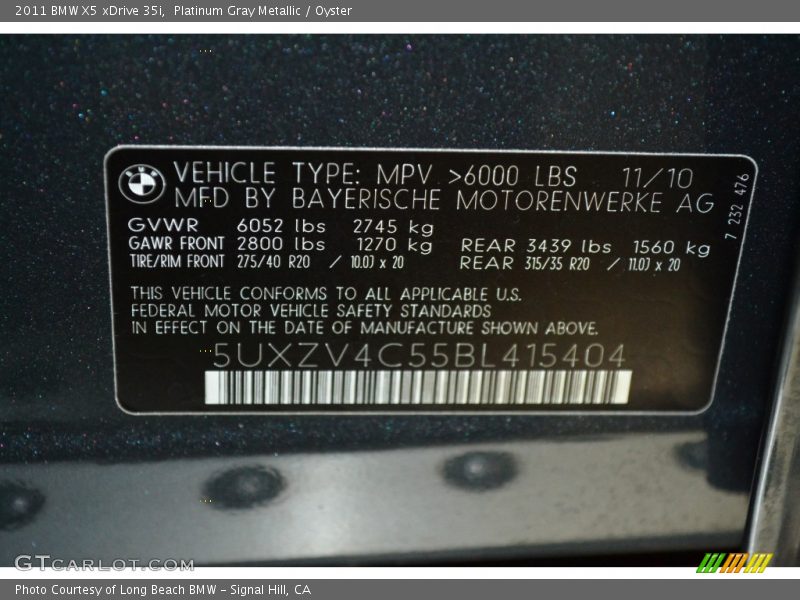 2011 BMW X5 xDrive 35i, Platinum Gray Metallic / Oyster
VEHICLE TYPE: MPV >6000 LBS 11/10
MFD BY BAYERISCHE MOTORENWERKE AG
GVWR 6052 lbs 2745 kg
GAWR FRONT 2800 lbs 1270 kg REAR 3439 lbs 1560 kg
TIRE/RIM FRONT 275/40 R20 / 10.0J x 20 REAR 315/35 R20 / 11.0J x 20
7 232 476
THIS VEHICLE CONFORMS TO ALL APPLICABLE U.S.
FEDERAL MOTOR VEHICLE SAFETY STANDARDS
IN EFFECT ON THE DATE OF MANUFACTURE SHOWN ABOVE.
5UXZV4C55BL415404
GTCARLOT.COM
Photo Courtesy of Long Beach BMW - Signal Hill, CA